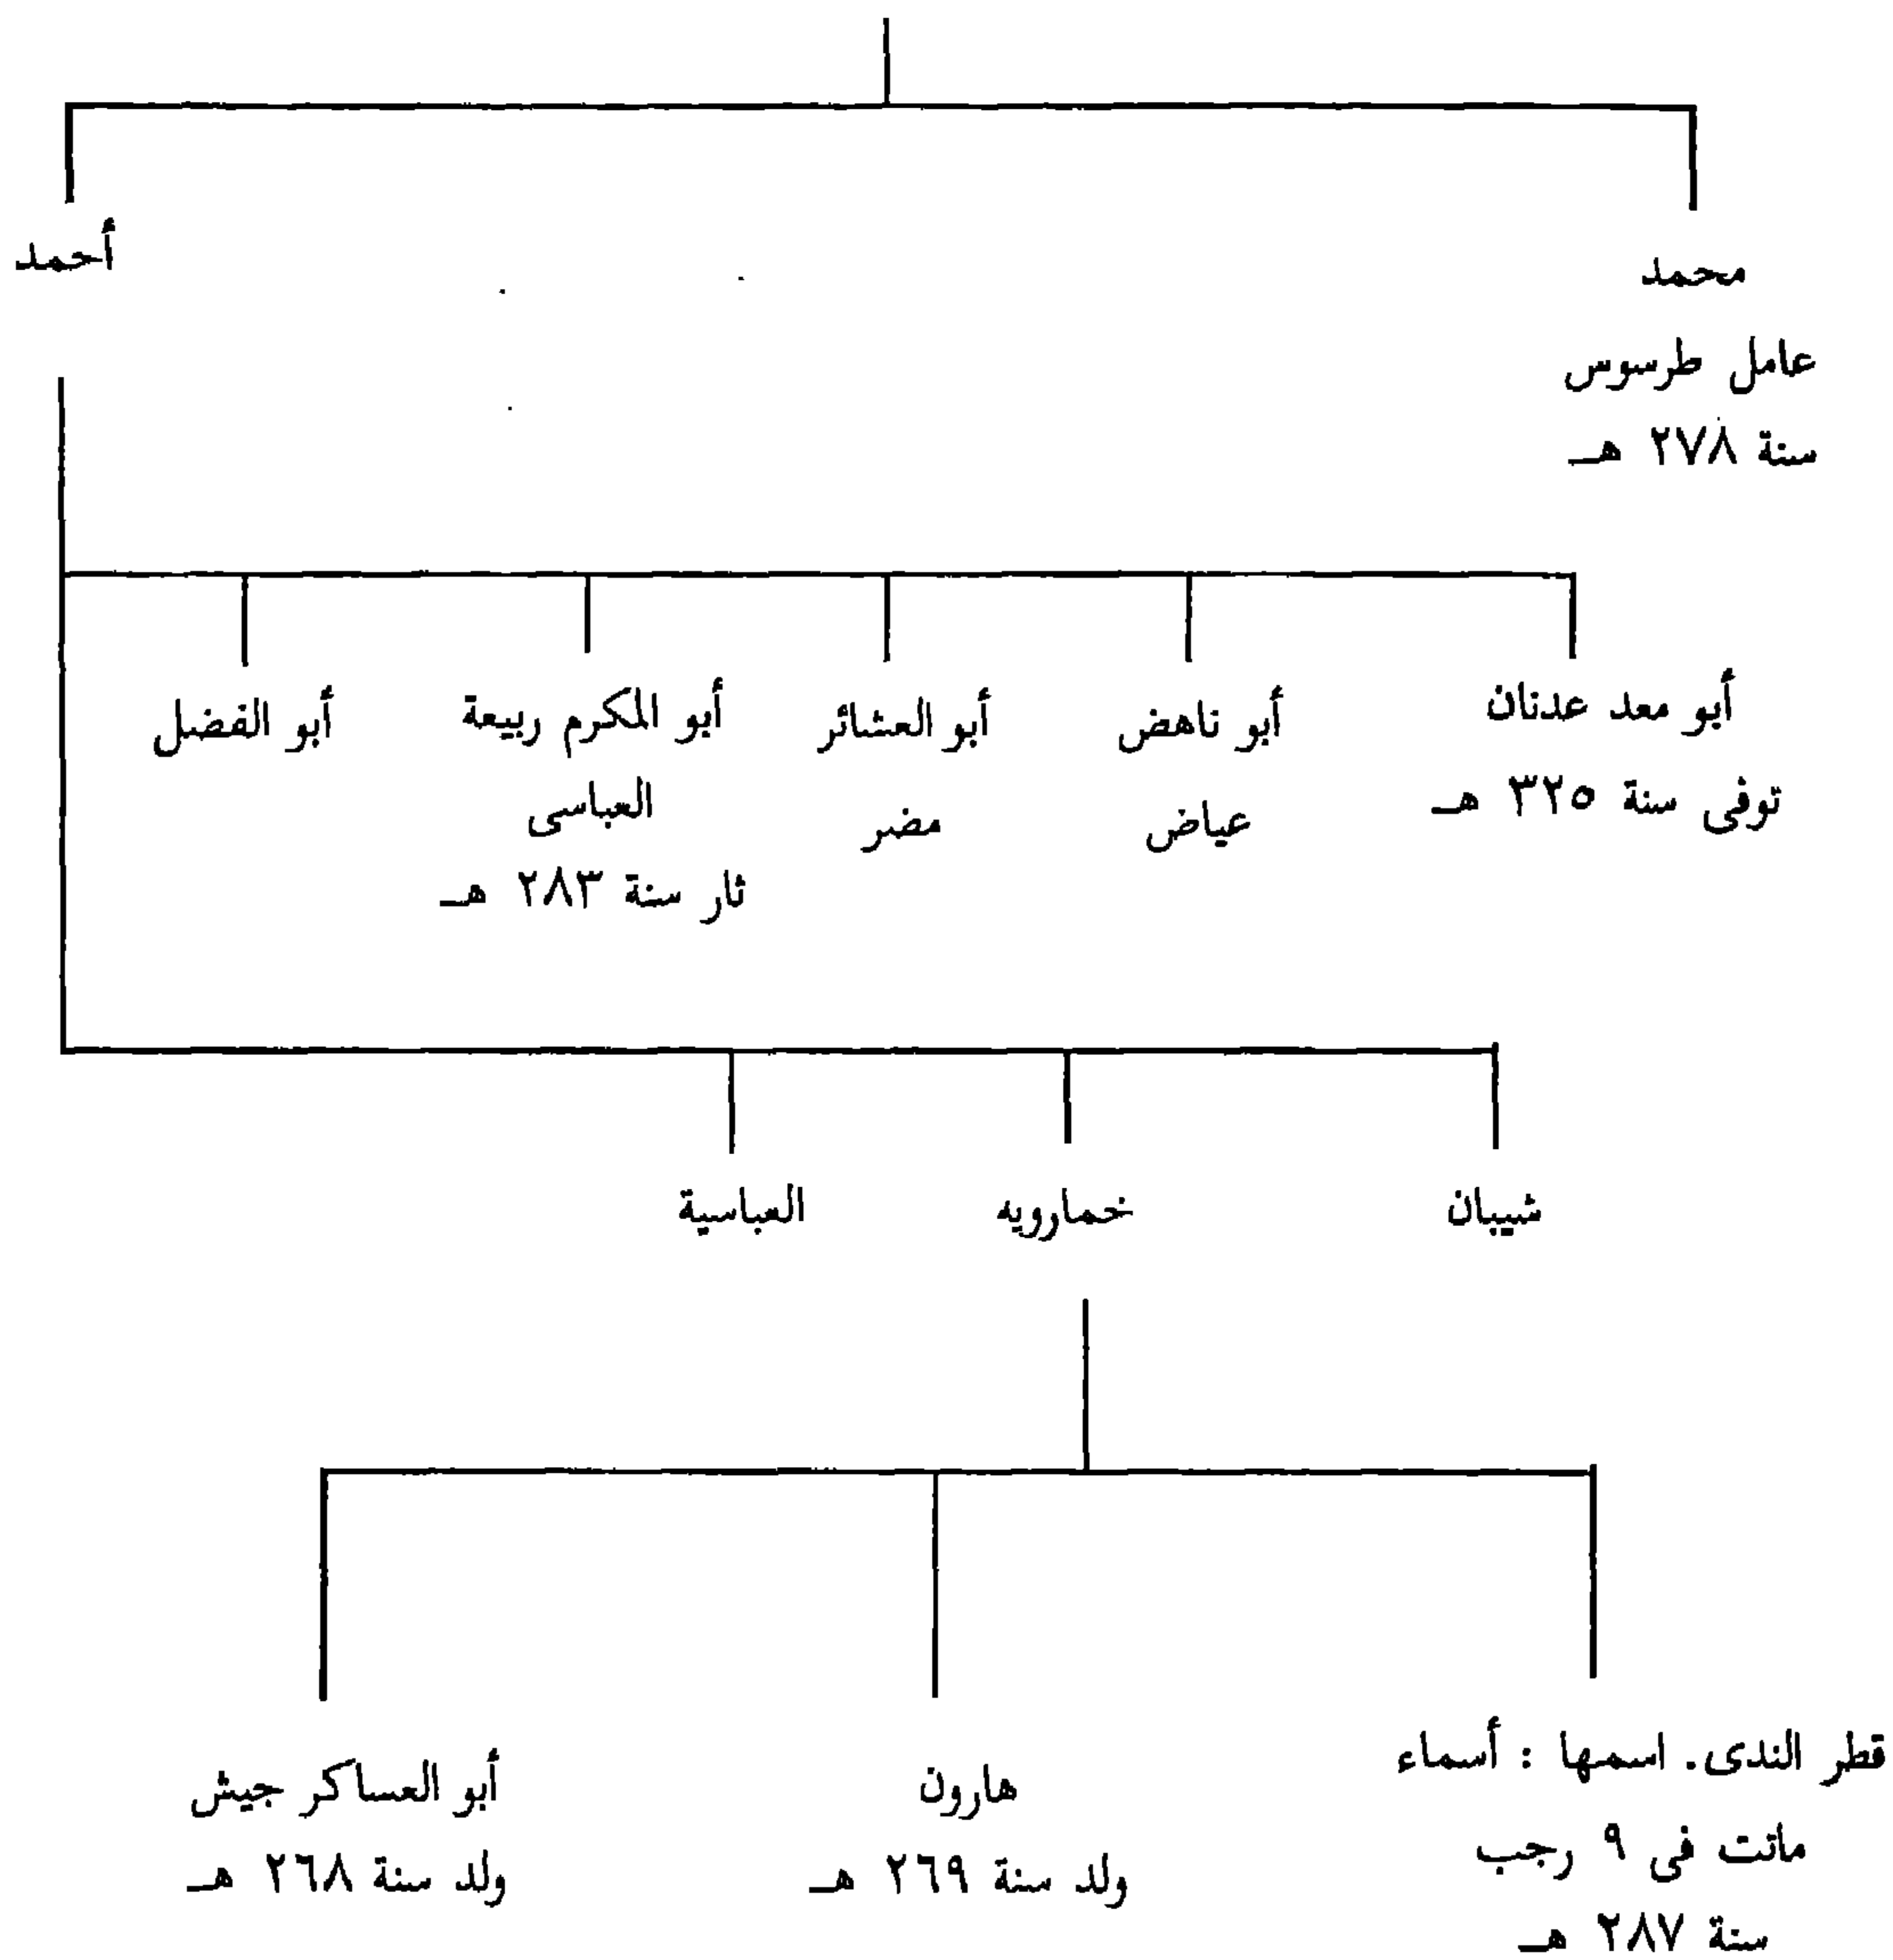 محمد
عامل طرسوس
سنة ٢٧٨ هـ
أحمد
أبو معد عدنان
توفى سنة ٣٢٥ هـ
أبو ناهض
عياض
أبو العشائر
مضر
أبو المكرم ربيعة
العباسى
ثار سنة ٢٨٣ هـ
أبو الفضل
شيبان
خمارويه
العباسية
قطر الندى. اسمها : أسماء
ماتت فى ٩ رجب
سنة ٢٨٧ هـ
هارون
ولد سنة ٢٦٩ هـ
أبو العساكر جيش
ولد سنة ٢٦٨ هـ